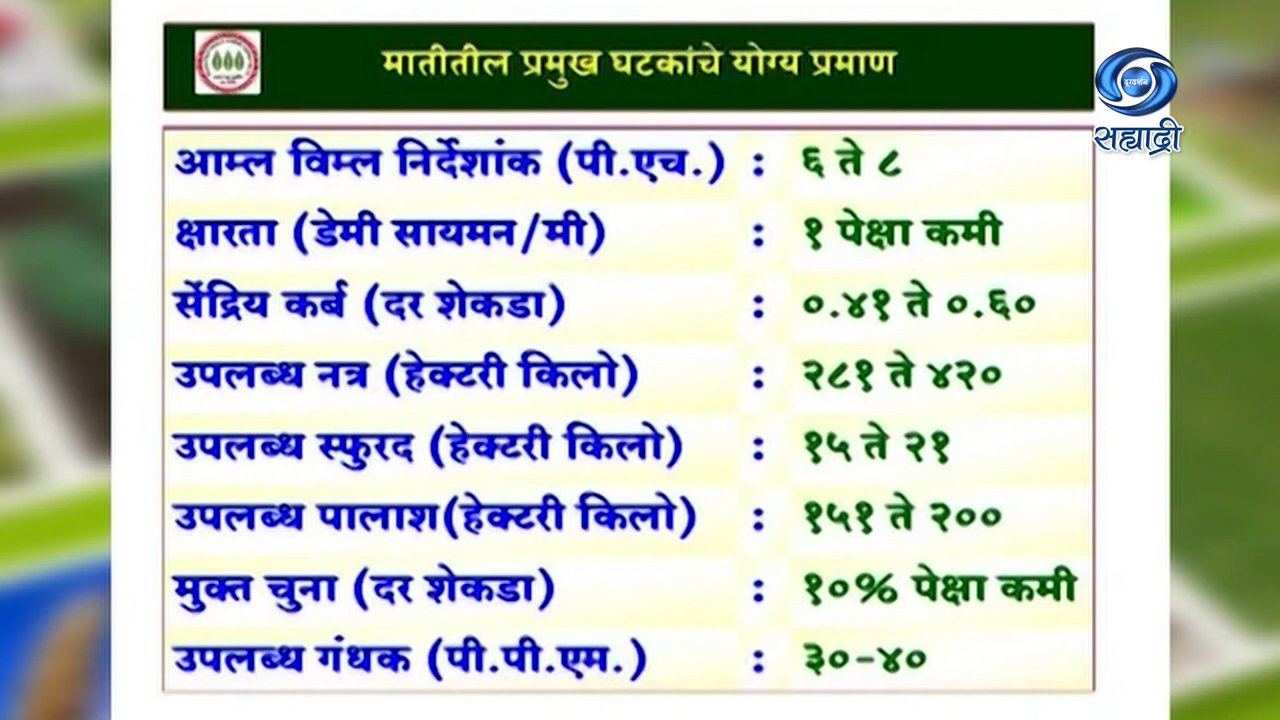 मातीतील प्रमुख घटकांचे योग्य प्रमाण
दूरदर्शन
सह्याद्री
आम्ल विम्ल निर्देशांक (पी.एच.) : ६ ते ८
क्षारता (डेमी सायमन/मी) : १ पेक्षा कमी
सेंद्रिय कर्ब (दर शेकडा) : ०.४१ ते ०.६०
उपलब्ध नत्र (हेक्टरी किलो) : २८१ ते ४२०
उपलब्ध स्फुरद (हेक्टरी किलो) : १५ ते २१
उपलब्ध पालाश(हेक्टरी किलो) : १५१ ते २००
मुक्त चुना (दर शेकडा) : १०% पेक्षा कमी
उपलब्ध गंधक (पी.पी.एम.) : ३०-४०